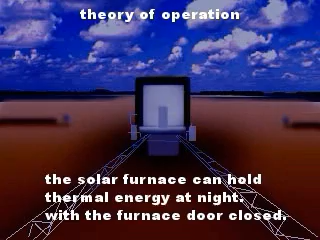 theory of operation
the solar furnace can hold
thermal energy at night.
with the furnace door closed.